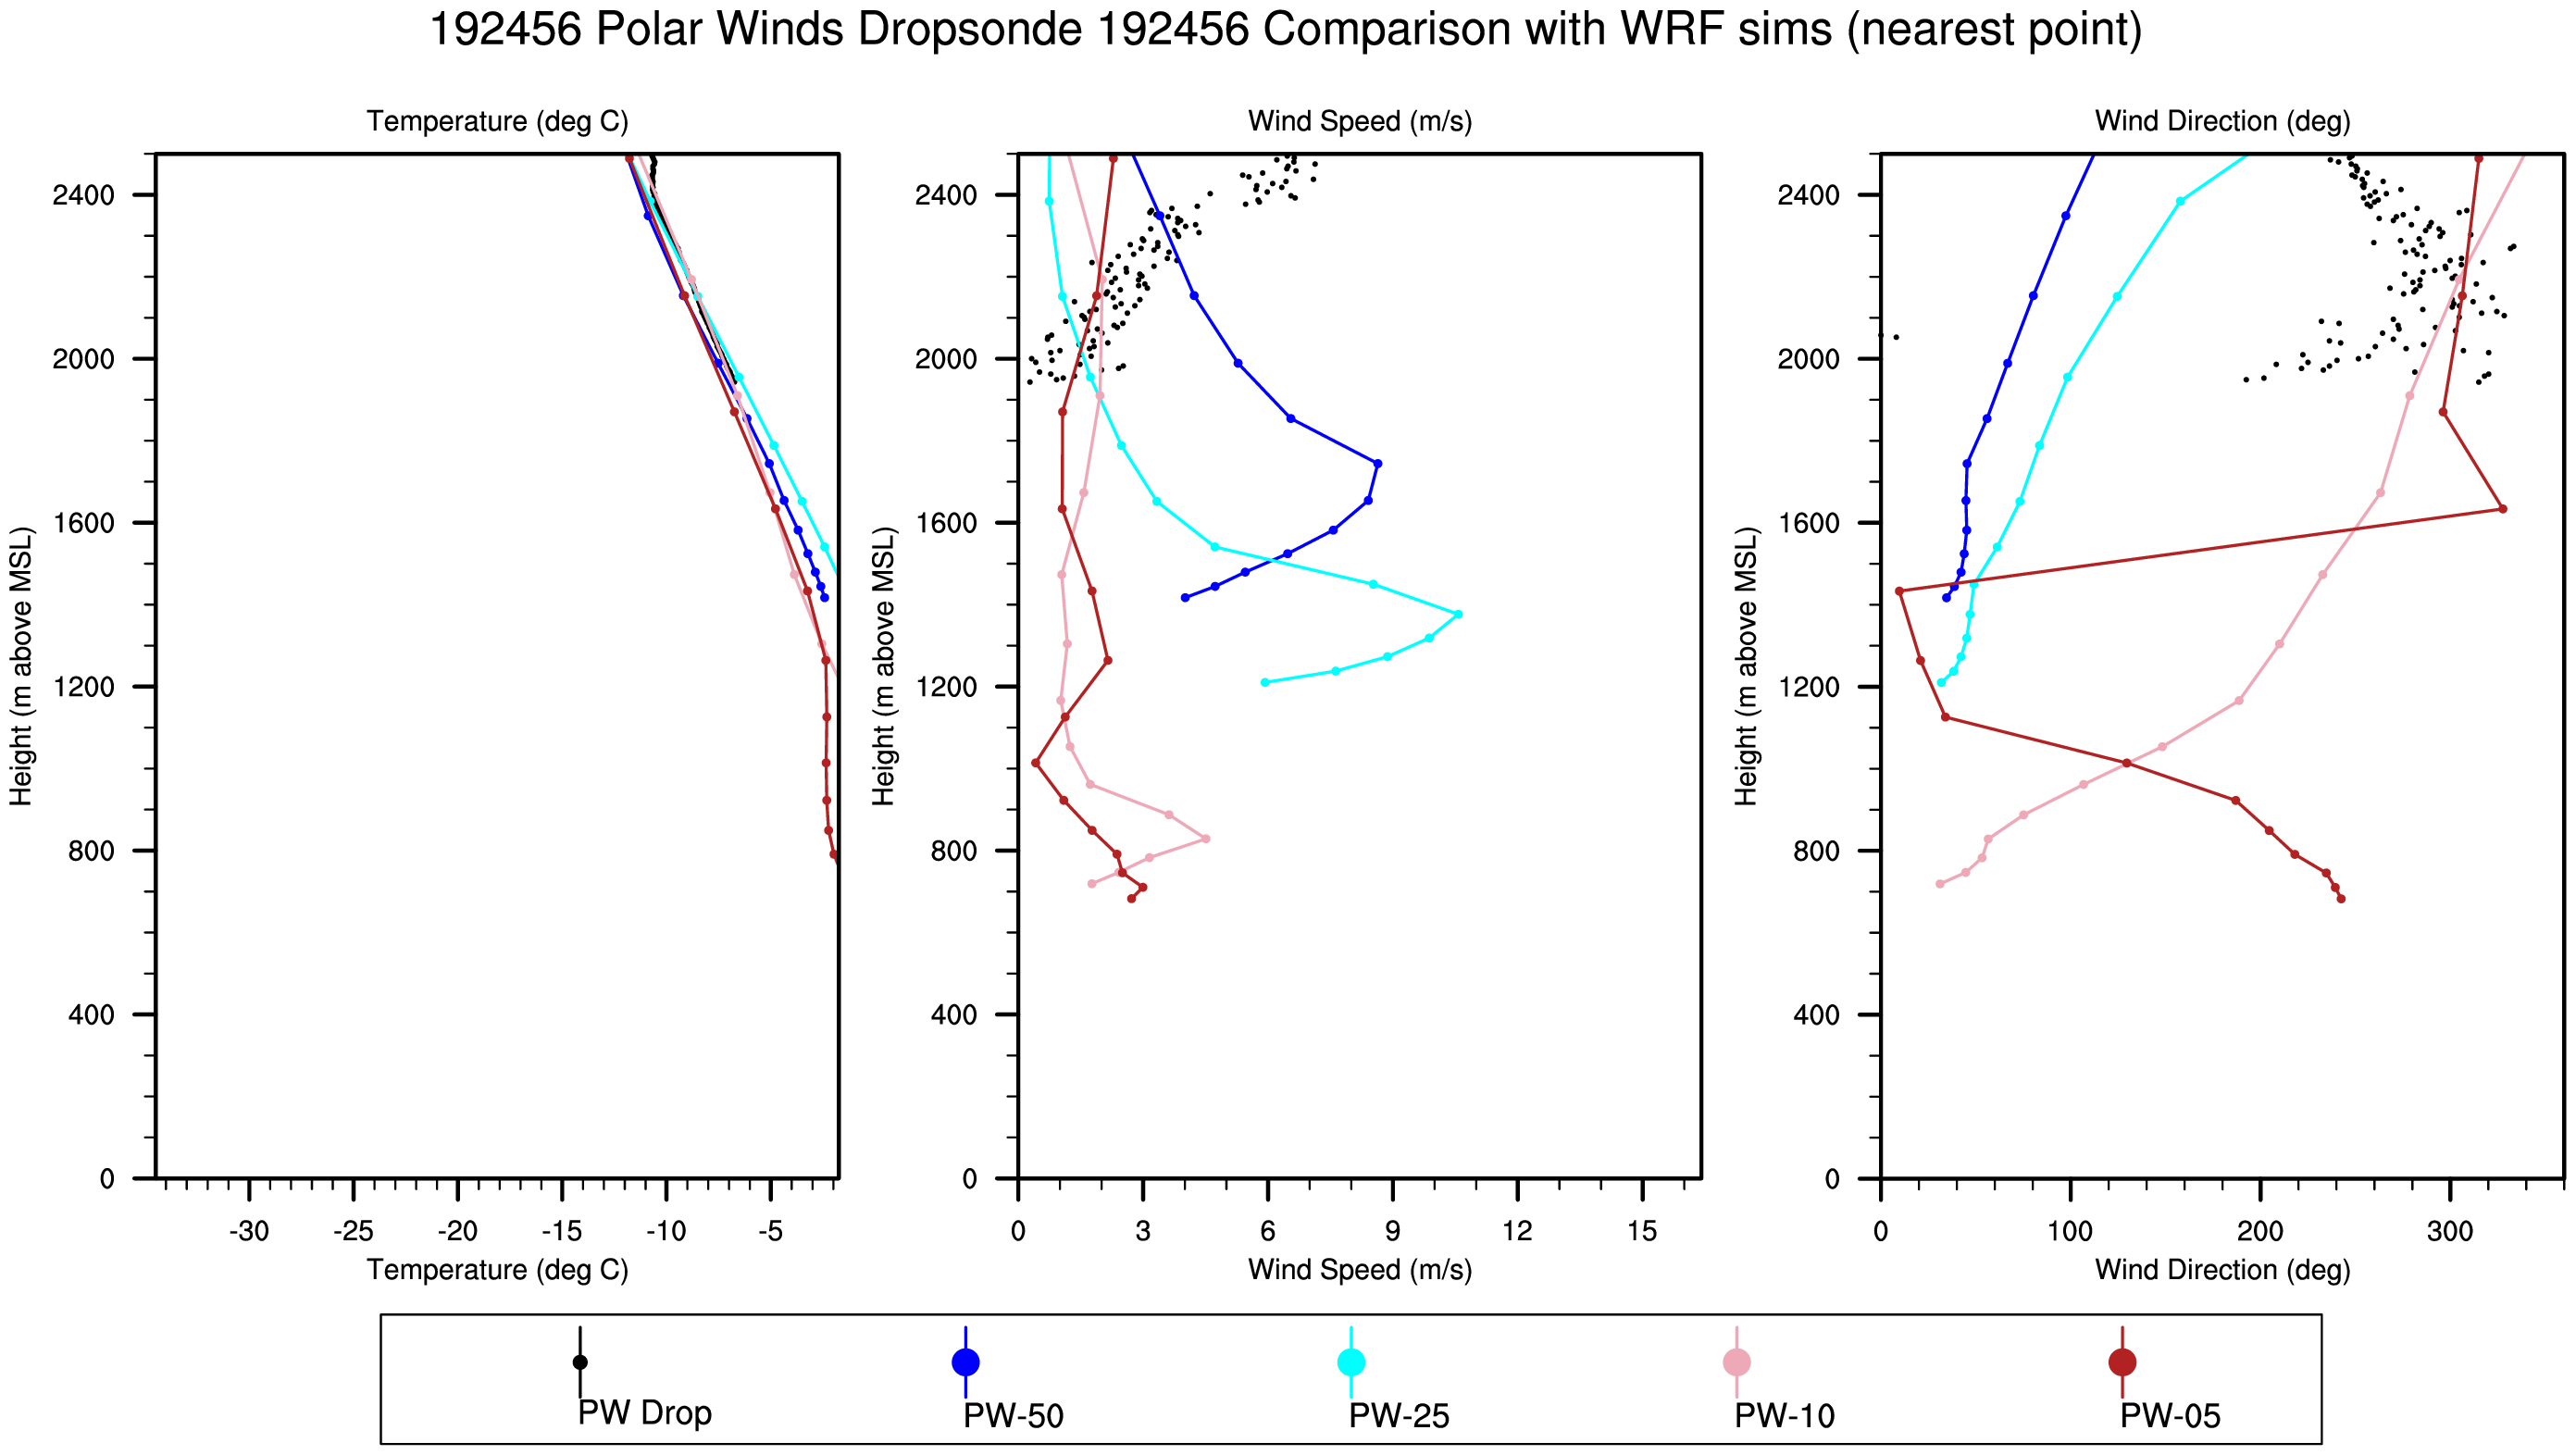 192456 Polar Winds Dropsonde 192456 Comparison with WRF sims (nearest point)
Temperature (deg C)
Wind Speed (m/s)
Wind Direction (deg)
Height (m above MSL)
2400
2000
1600
1200
800
400
0
-30 -25 -20 -15 -10 -5
Temperature (deg C)
Height (m above MSL)
2400
2000
1600
1200
800
400
0
0 3 6 9 12 15
Wind Speed (m/s)
Height (m above MSL)
2400
2000
1600
1200
800
400
0
0 100 200 300
Wind Direction (deg)
PW Drop
PW-50
PW-25
PW-10
PW-05